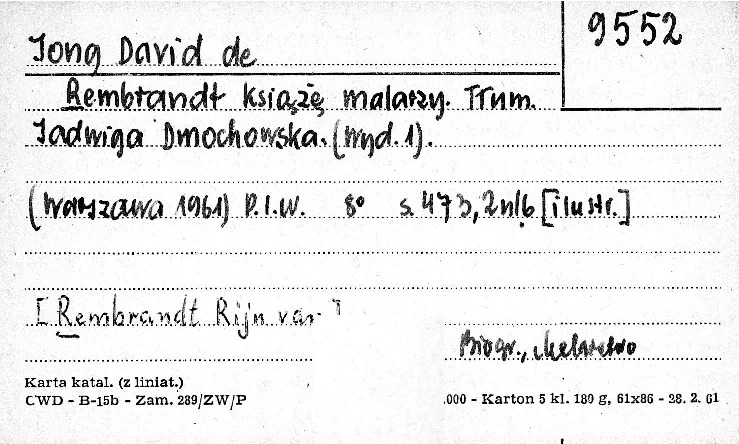 9552
Jong David de
Rembrandt książę malarzy. Tłum.
Jadwiga Dmochowska. (Wyd. 1).
(Warszawa 1961) P.I.W. 8° s. 473, 2nlb [ilustr.]
[Rembrandt Rijn van]
Biogr., Malarstwo
Karta katal. (z liniat.)
CWD - B-15b - Zam. 289/ZW/P
.000 - Karton 5 kl. 180 g, 61x86 - 28. 2. 61